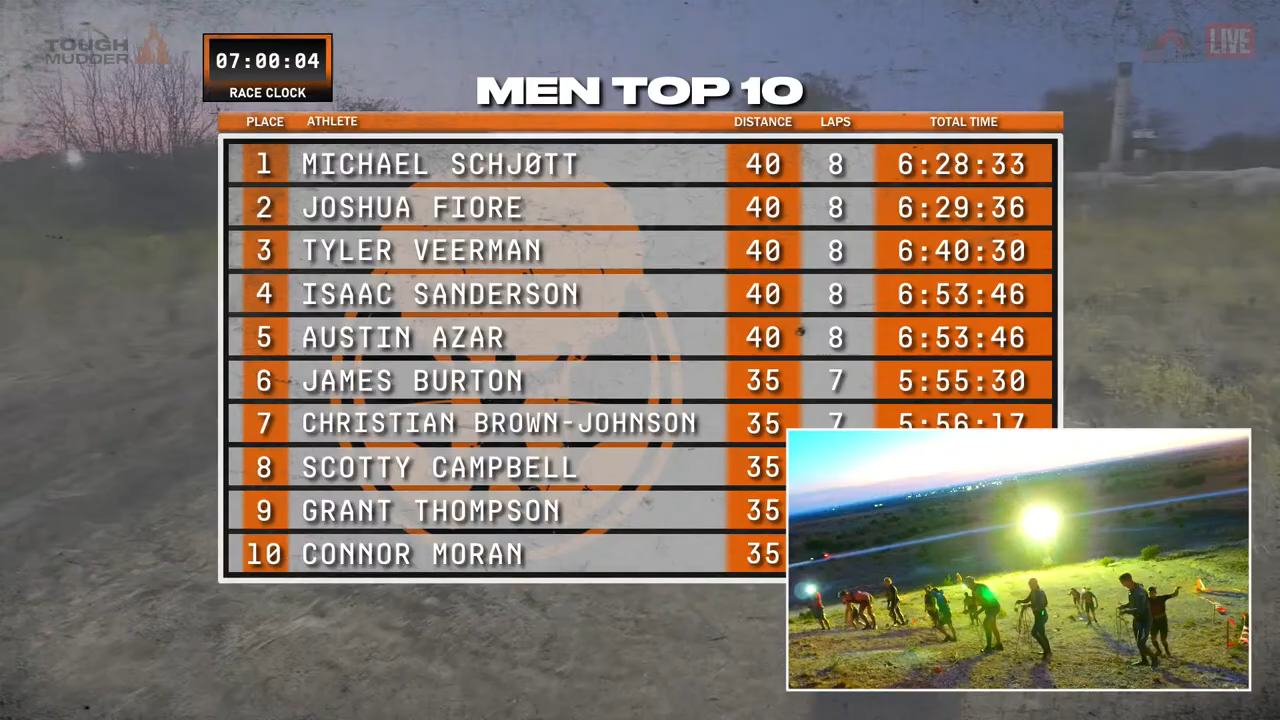 TOUGH
MUDDER
LIVE
07:00:04
RACE CLOCK
MEN TOP 10
PLACE ATHLETE DISTANCE LAPS TOTAL TIME
1 MICHAEL SCHJØTT 40 8 6:28:33
2 JOSHUA FIORE 40 8 6:29:36
3 TYLER VEERMAN 40 8 6:40:30
4 ISAAC SANDERSON 40 8 6:53:46
5 AUSTIN AZAR 40 8 6:53:46
6 JAMES BURTON 35 7 5:55:30
7 CHRISTIAN BROWN-JOHNSON 35 7 5:56:17
8 SCOTTY CAMPBELL 35
9 GRANT THOMPSON 35
10 CONNOR MORAN 35